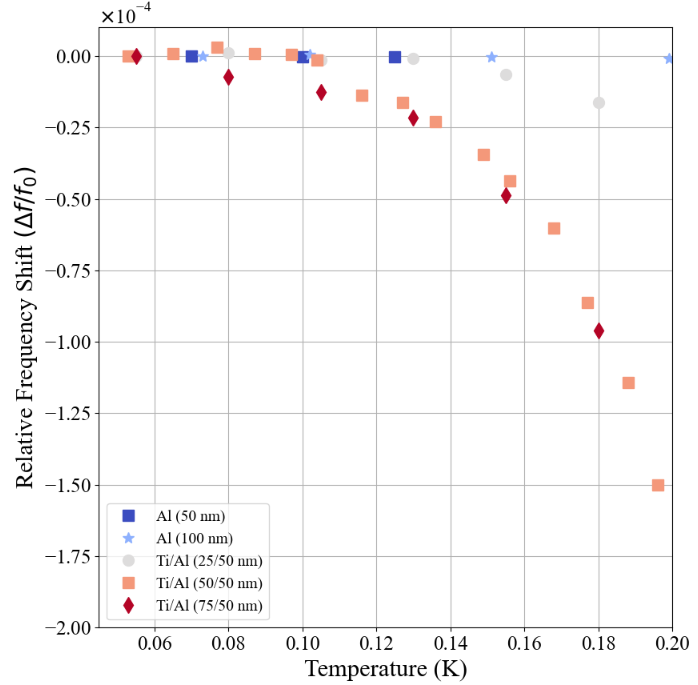 ×10⁻⁴
0.00
−0.25
−0.50
−0.75
−1.00
−1.25
−1.50
−1.75
−2.00
Relative Frequency Shift (Δf/f₀)
Al (50 nm)
Al (100 nm)
Ti/Al (25/50 nm)
Ti/Al (50/50 nm)
Ti/Al (75/50 nm)
0.06 0.08 0.10 0.12 0.14 0.16 0.18 0.20
Temperature (K)